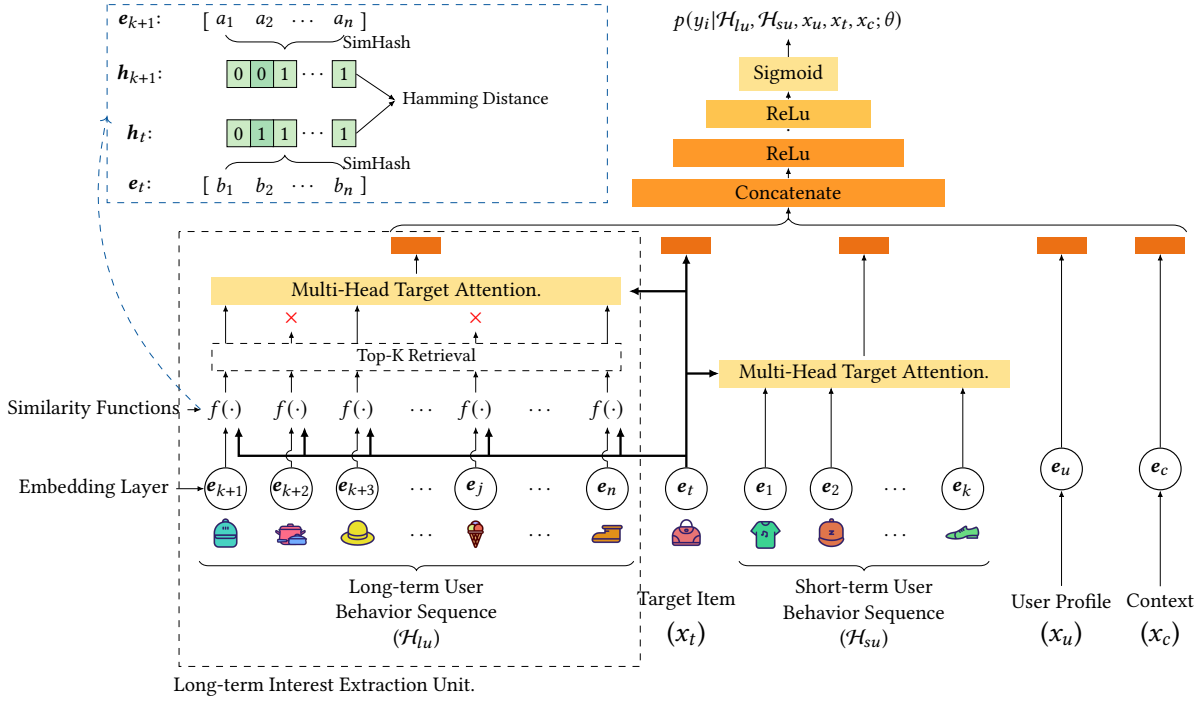 e_{k+1}: [ a_1 a_2 ⋯ a_n ]
SimHash
h_{k+1}: 0 0 1 ⋯ 1
Hamming Distance
h_t: 0 1 1 ⋯ 1
SimHash
e_t: [ b_1 b_2 ⋯ b_n ]
p(y_i|ℋ_{lu}, ℋ_{su}, x_u, x_t, x_c; θ)
Sigmoid
ReLu
ReLu
Concatenate
Multi-Head Target Attention.
Top-K Retrieval
Multi-Head Target Attention.
Similarity Functions f(·) f(·) f(·) ⋯ f(·) ⋯ f(·)
Embedding Layer e_{k+1} e_{k+2} e_{k+3} ⋯ e_j ⋯ e_n e_t e_1 e_2 ⋯ e_k e_u e_c
⋯ ⋯ z ⋯
Long-term User
Behavior Sequence
(ℋ_{lu})
Target Item
(x_t)
Short-term User
Behavior Sequence
(ℋ_{su})
User Profile
(x_u)
Context
(x_c)
Long-term Interest Extraction Unit.